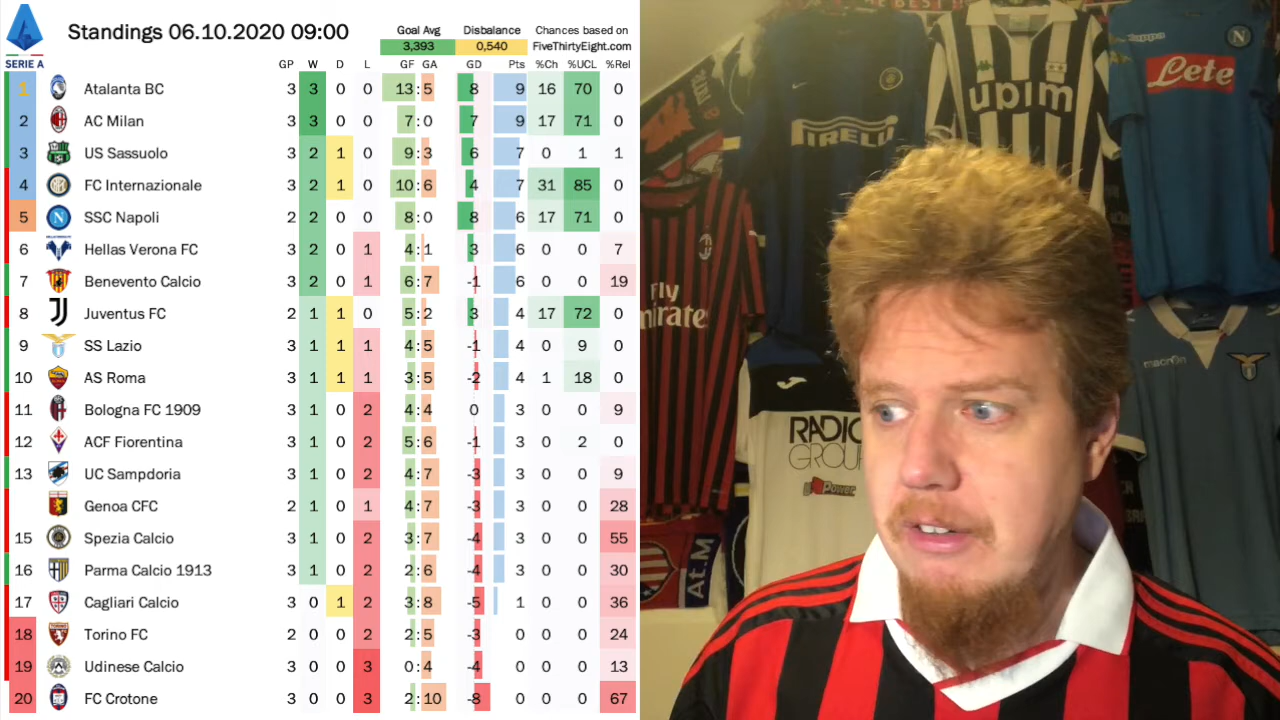 Standings 06.10.2020 09:00
Goal Avg Disbalance Chances based on
3,393 0,540 FiveThirtyEight.com
SERIE A GP W D L GF GA GD Pts %Ch %UCL %Rel
1 Atalanta BC 3 3 0 0 13 : 5 8 9 16 70 0
2 AC Milan 3 3 0 0 7 : 0 7 9 17 71 0
3 US Sassuolo 3 2 1 0 9 : 3 6 7 0 1 1
4 FC Internazionale 3 2 1 0 10 : 6 4 7 31 85 0
5 SSC Napoli 2 2 0 0 8 : 0 8 6 17 71 0
6 Hellas Verona FC 3 2 0 1 4 : 1 3 6 0 0 7
7 Benevento Calcio 3 2 0 1 6 : 7 -1 6 0 0 19
8 Juventus FC 2 1 1 0 5 : 2 3 4 17 72 0
9 SS Lazio 3 1 1 1 4 : 5 -1 4 0 9 0
10 AS Roma 3 1 1 1 3 : 5 -2 4 1 18 0
11 Bologna FC 1909 3 1 0 2 4 : 4 0 3 0 0 9
12 ACF Fiorentina 3 1 0 2 5 : 6 -1 3 0 2 0
13 UC Sampdoria 3 1 0 2 4 : 7 -3 3 0 0 9
Genoa CFC 2 1 0 1 4 : 7 -3 3 0 0 28
15 Spezia Calcio 3 1 0 2 3 : 7 -4 3 0 0 55
16 Parma Calcio 1913 3 1 0 2 2 : 6 -4 3 0 0 30
17 Cagliari Calcio 3 0 1 2 3 : 8 -5 1 0 0 36
18 Torino FC 2 0 0 2 2 : 5 -3 0 0 0 24
19 Udinese Calcio 3 0 0 3 0 : 4 -4 0 0 0 13
20 FC Crotone 3 0 0 3 2 : 10 -8 0 0 0 67
THE BEST
Kappa N
Lete
upim
PIRELLI
macron
Fly
Emirates
RADIO
GROUP
Power
At.M